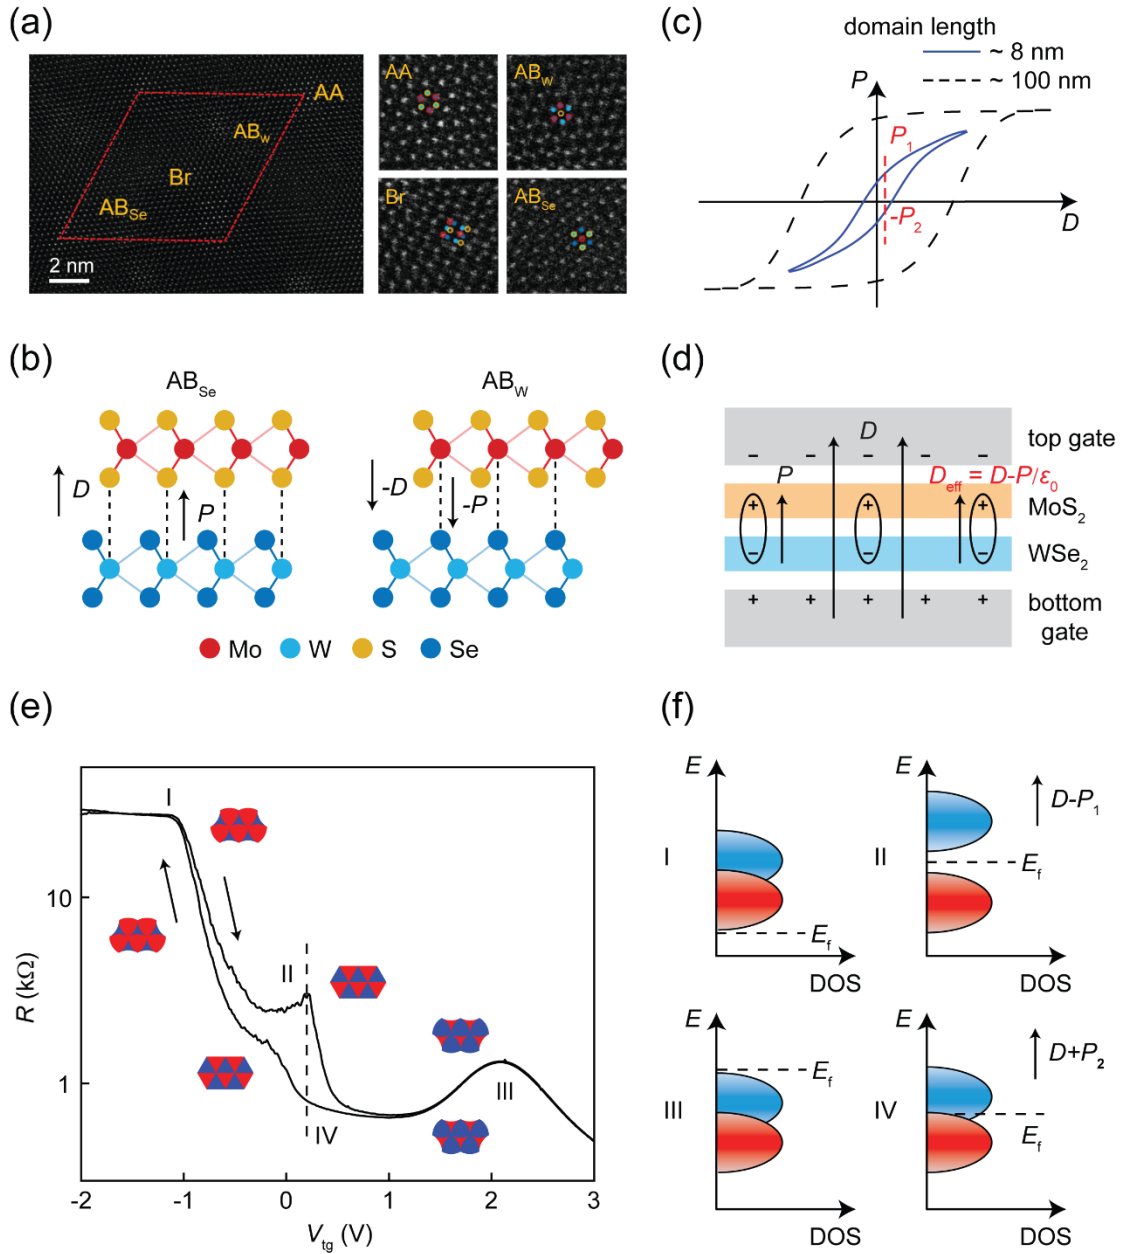 (a)
AA
AB_W
Br
AB_Se
2 nm
AA
AB_W
Br
AB_Se
(b)
AB_Se
AB_W
D
P
-D
-P
Mo
W
S
Se
(c)
domain length
~ 8 nm
~ 100 nm
P
P_1
-P_2
D
(d)
D
top gate
- - - - -
P
D_eff = D-P/ε_0
+ + +
MoS_2
- - -
WSe_2
+ + + + +
bottom
gate
(e)
I
II
III
IV
10
1
R (kΩ)
-2 -1 0 1 2 3
V_tg (V)
(f)
E
I
E_f
DOS
E
D-P_1
II
E_f
DOS
E
E_f
III
DOS
E
D+P_2
IV
E_f
DOS